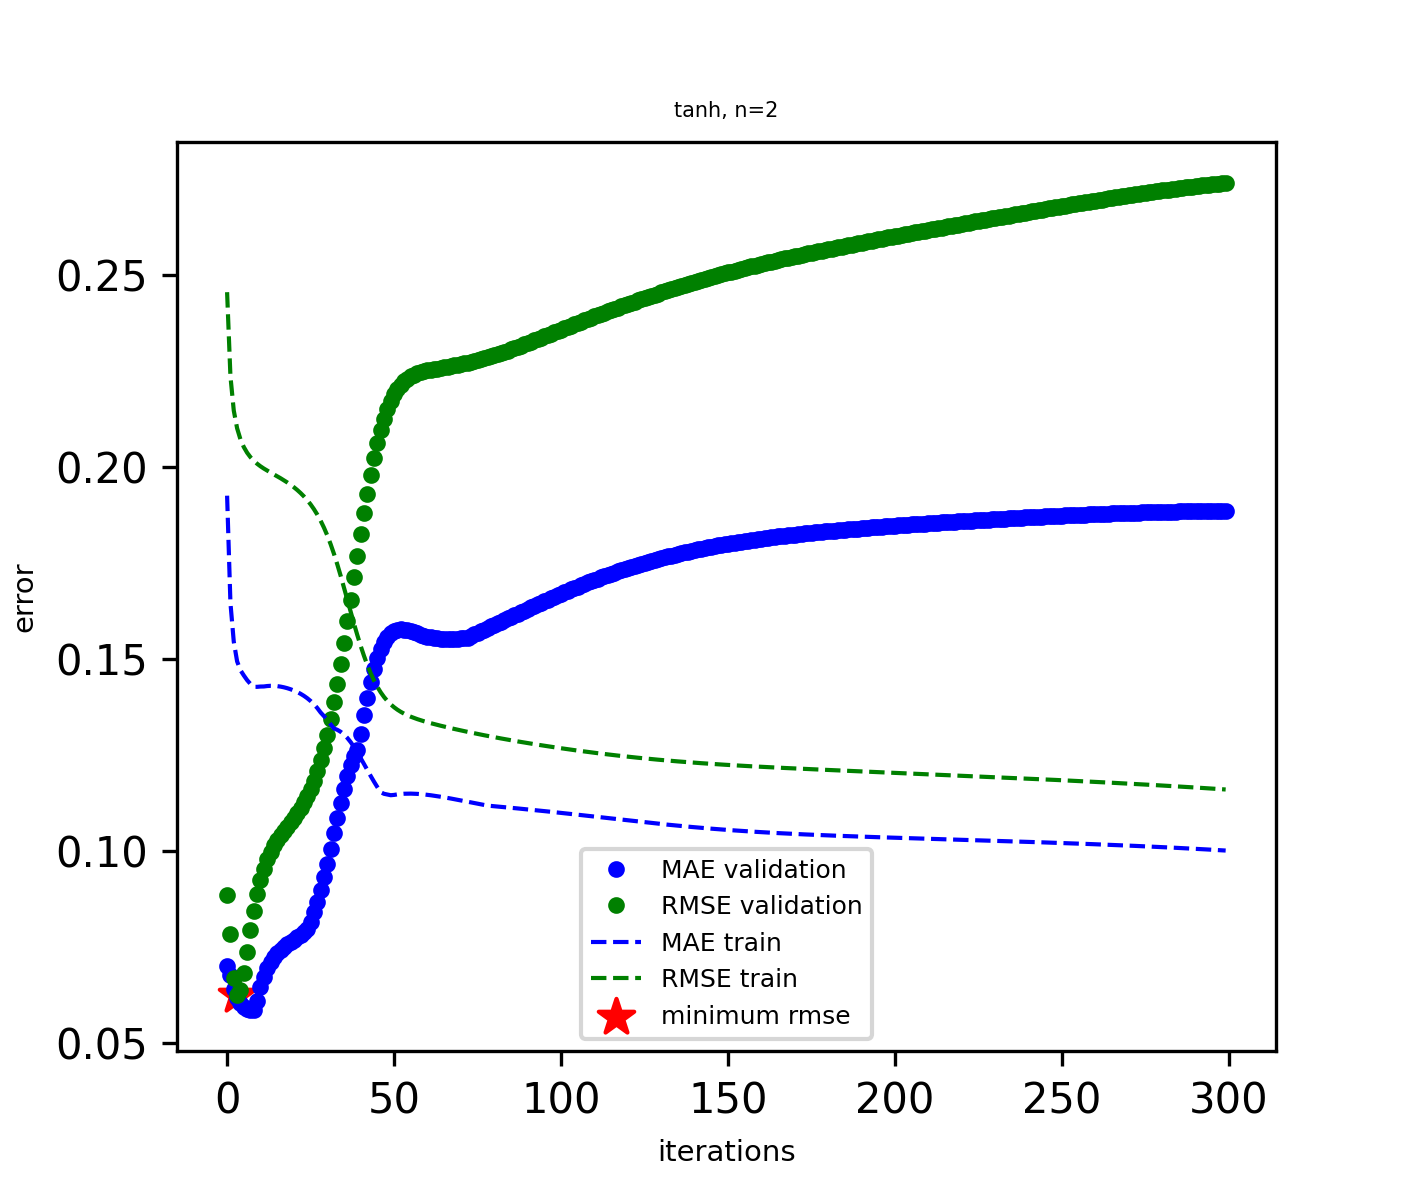 tanh, n=2
error
0.25
0.20
0.15
0.10
0.05
MAE validation
RMSE validation
MAE train
RMSE train
minimum rmse
0 50 100 150 200 250 300
iterations